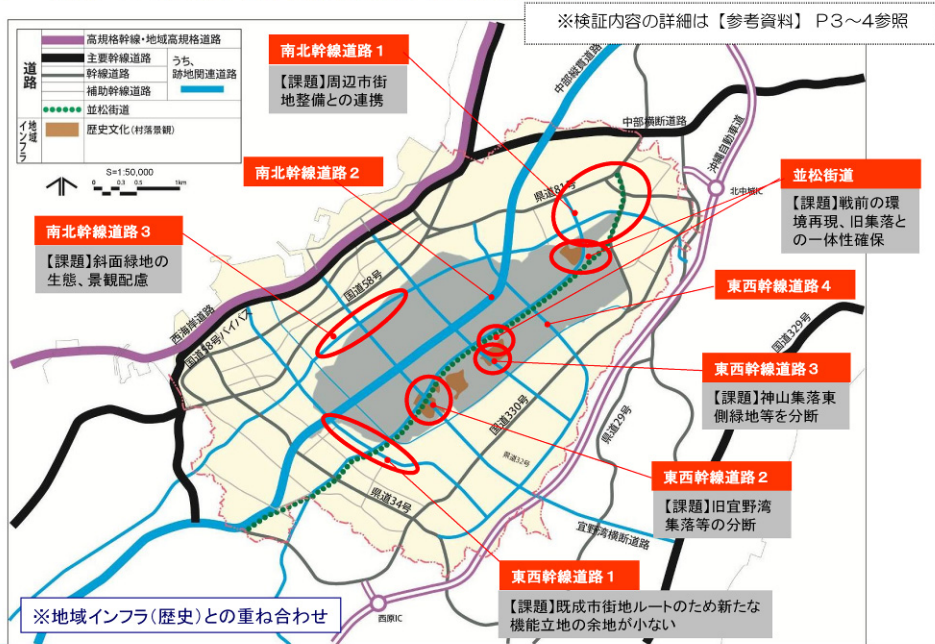 ※検証内容の詳細は【参考資料】 P3～4参照
道路
高規格幹線・地域高規格道路
主要幹線道路
幹線道路
補助幹線道路
うち、
跡地関連道路
並松街道
地域
インフラ
歴史文化(村落景観)
S=1:50,000
0 0.3 0.5 1km
南北幹線道路1
【課題】周辺市街
地整備との連携
南北幹線道路2
南北幹線道路3
【課題】斜面緑地の
生態、景観配慮
並松街道
【課題】戦前の環
境再現、旧集落と
の一体性確保
東西幹線道路4
東西幹線道路3
【課題】神山集落東
側緑地等を分断
東西幹線道路2
【課題】旧宜野湾
集落等の分断
東西幹線道路1
【課題】既成市街地ルートのため新たな
機能立地の余地が小ない
中部縦貫道路
中部横断道路
沖縄自動車道
北中城IC
県道81号
国道58号
西海岸道路
国道58号バイパス
国道329号
県道29号
国道330号
県道32号
県道34号
宜野湾横断道路
西原IC
※地域インフラ(歴史)との重ね合わせ